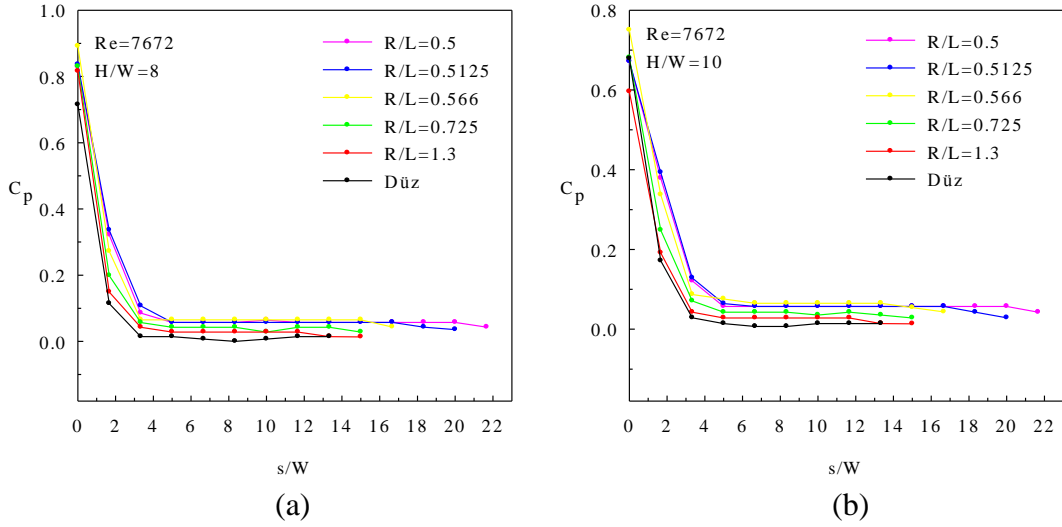 (a)
1.0
0.8
0.6
0.4
0.2
0.0
Cp
Re=7672
H/W=8
R/L=0.5
R/L=0.5125
R/L=0.566
R/L=0.725
R/L=1.3
Düz
0 2 4 6 8 10 12 14 16 18 20 22
s/W
(a)
(b)
0.8
0.6
0.4
0.2
0.0
Cp
Re=7672
H/W=10
R/L=0.5
R/L=0.5125
R/L=0.566
R/L=0.725
R/L=1.3
Düz
0 2 4 6 8 10 12 14 16 18 20 22
s/W
(b)